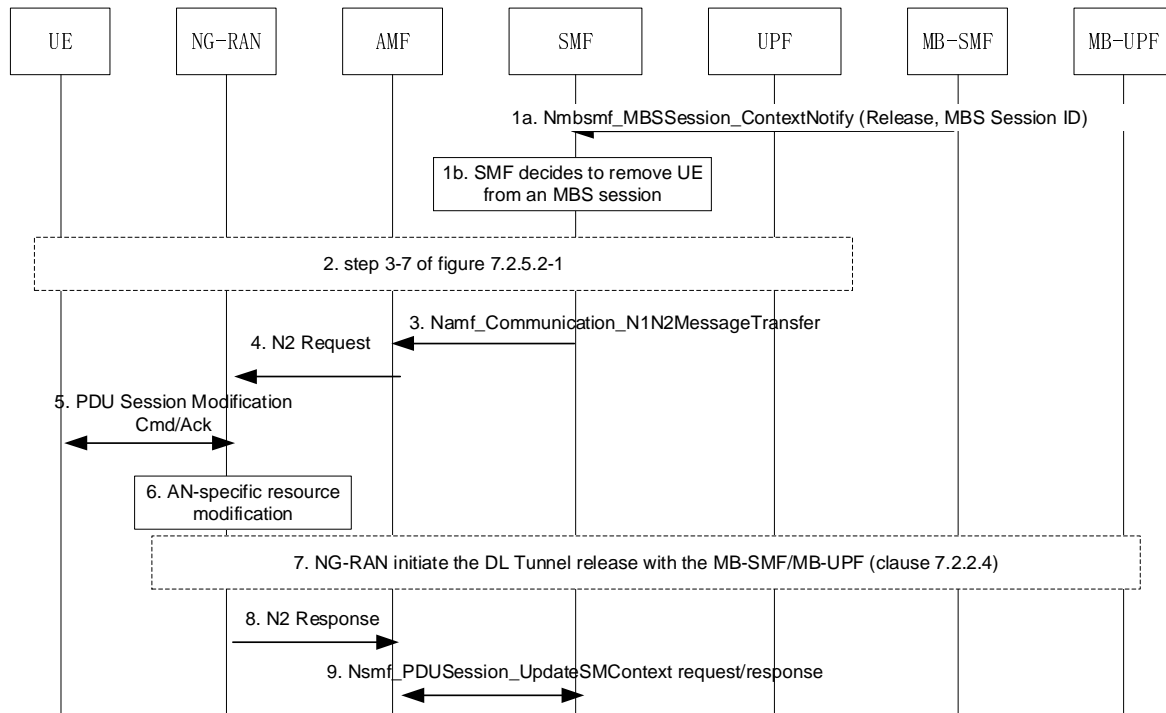 UE NG-RAN AMF SMF UPF MB-SMF MB-UPF
1a. Nmbsmf_MBSSession_ContextNotify (Release, MBS Session ID)
1b. SMF decides to remove UE
from an MBS session
2. step 3-7 of figure 7.2.5.2-1
3. Namf_Communication_N1N2MessageTransfer
4. N2 Request
5. PDU Session Modification
Cmd/Ack
6. AN-specific resource
modification
7. NG-RAN initiate the DL Tunnel release with the MB-SMF/MB-UPF (clause 7.2.2.4)
8. N2 Response
9. Nsmf_PDUSession_UpdateSMContext request/response